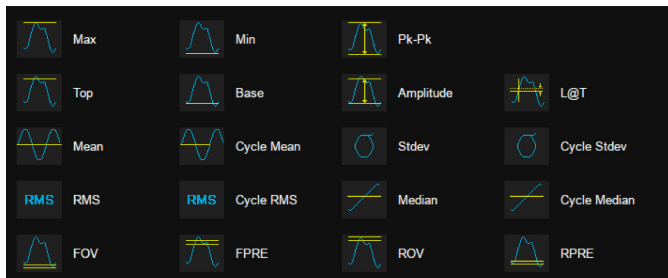 Max Min Pk-Pk
Top Base Amplitude L@T
Mean Cycle Mean Stdev Cycle Stdev
RMS RMS RMS Cycle RMS Median Cycle Median
FOV FPRE ROV RPRE